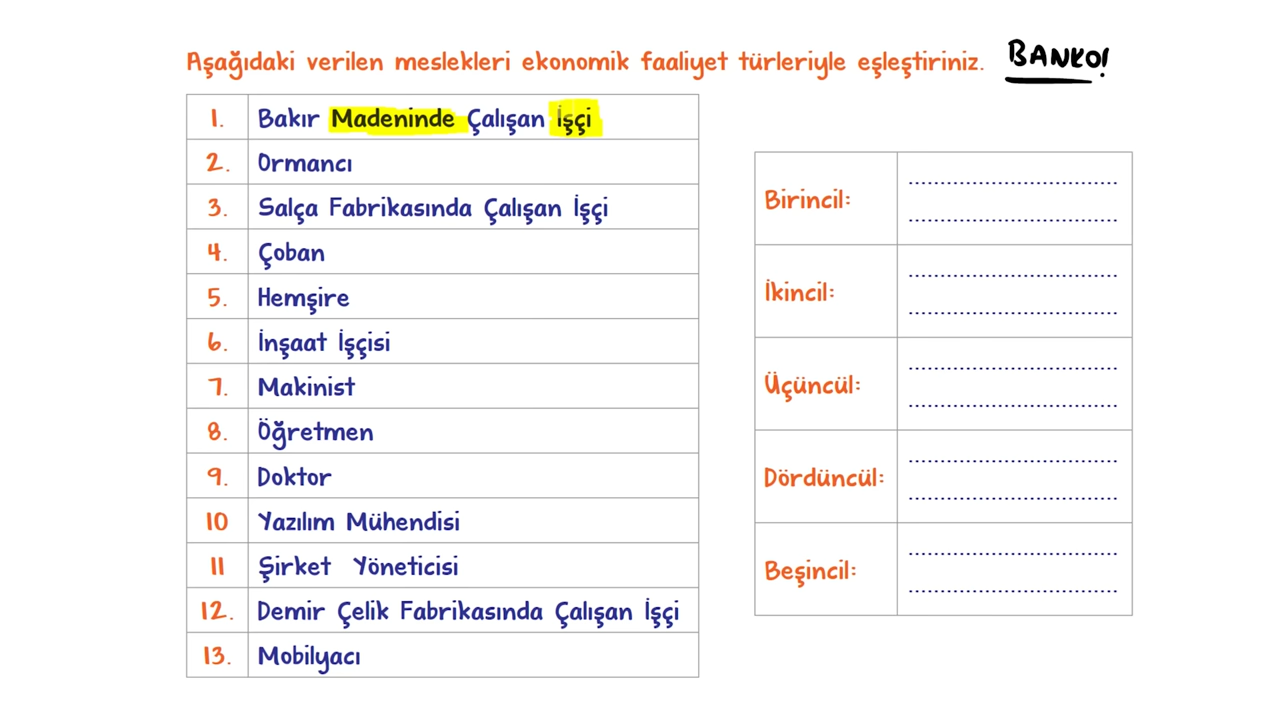 Aşağıdaki verilen meslekleri ekonomik faaliyet türleriyle eşleştiriniz. BANKO!
1. Bakır Madeninde Çalışan İşçi
2. Ormancı
3. Salça Fabrikasında Çalışan İşçi
4. Çoban
5. Hemşire
6. İnşaat İşçisi
7. Makinist
8. Öğretmen
9. Doktor
10 Yazılım Mühendisi
11 Şirket Yöneticisi
12. Demir Çelik Fabrikasında Çalışan İşçi
13. Mobilyacı
Birincil: ................................
................................
İkincil: ................................
................................
Üçüncül: ................................
................................
Dördüncül: ................................
................................
Beşincil: ................................
................................